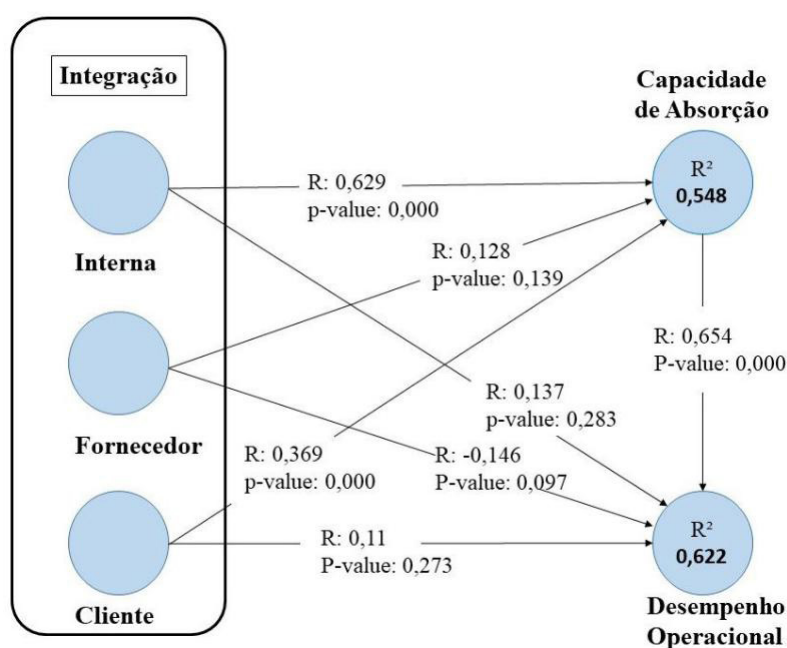 Integração
Capacidade
de Absorção
R: 0,629
p-value: 0,000
R²
0,548
Interna
R: 0,128
p-value: 0,139
R: 0,654
P-value: 0,000
R: 0,137
p-value: 0,283
Fornecedor
R: 0,369
p-value: 0,000
R: -0,146
P-value: 0,097
R: 0,11
P-value: 0,273
R²
0,622
Cliente
Desempenho
Operacional